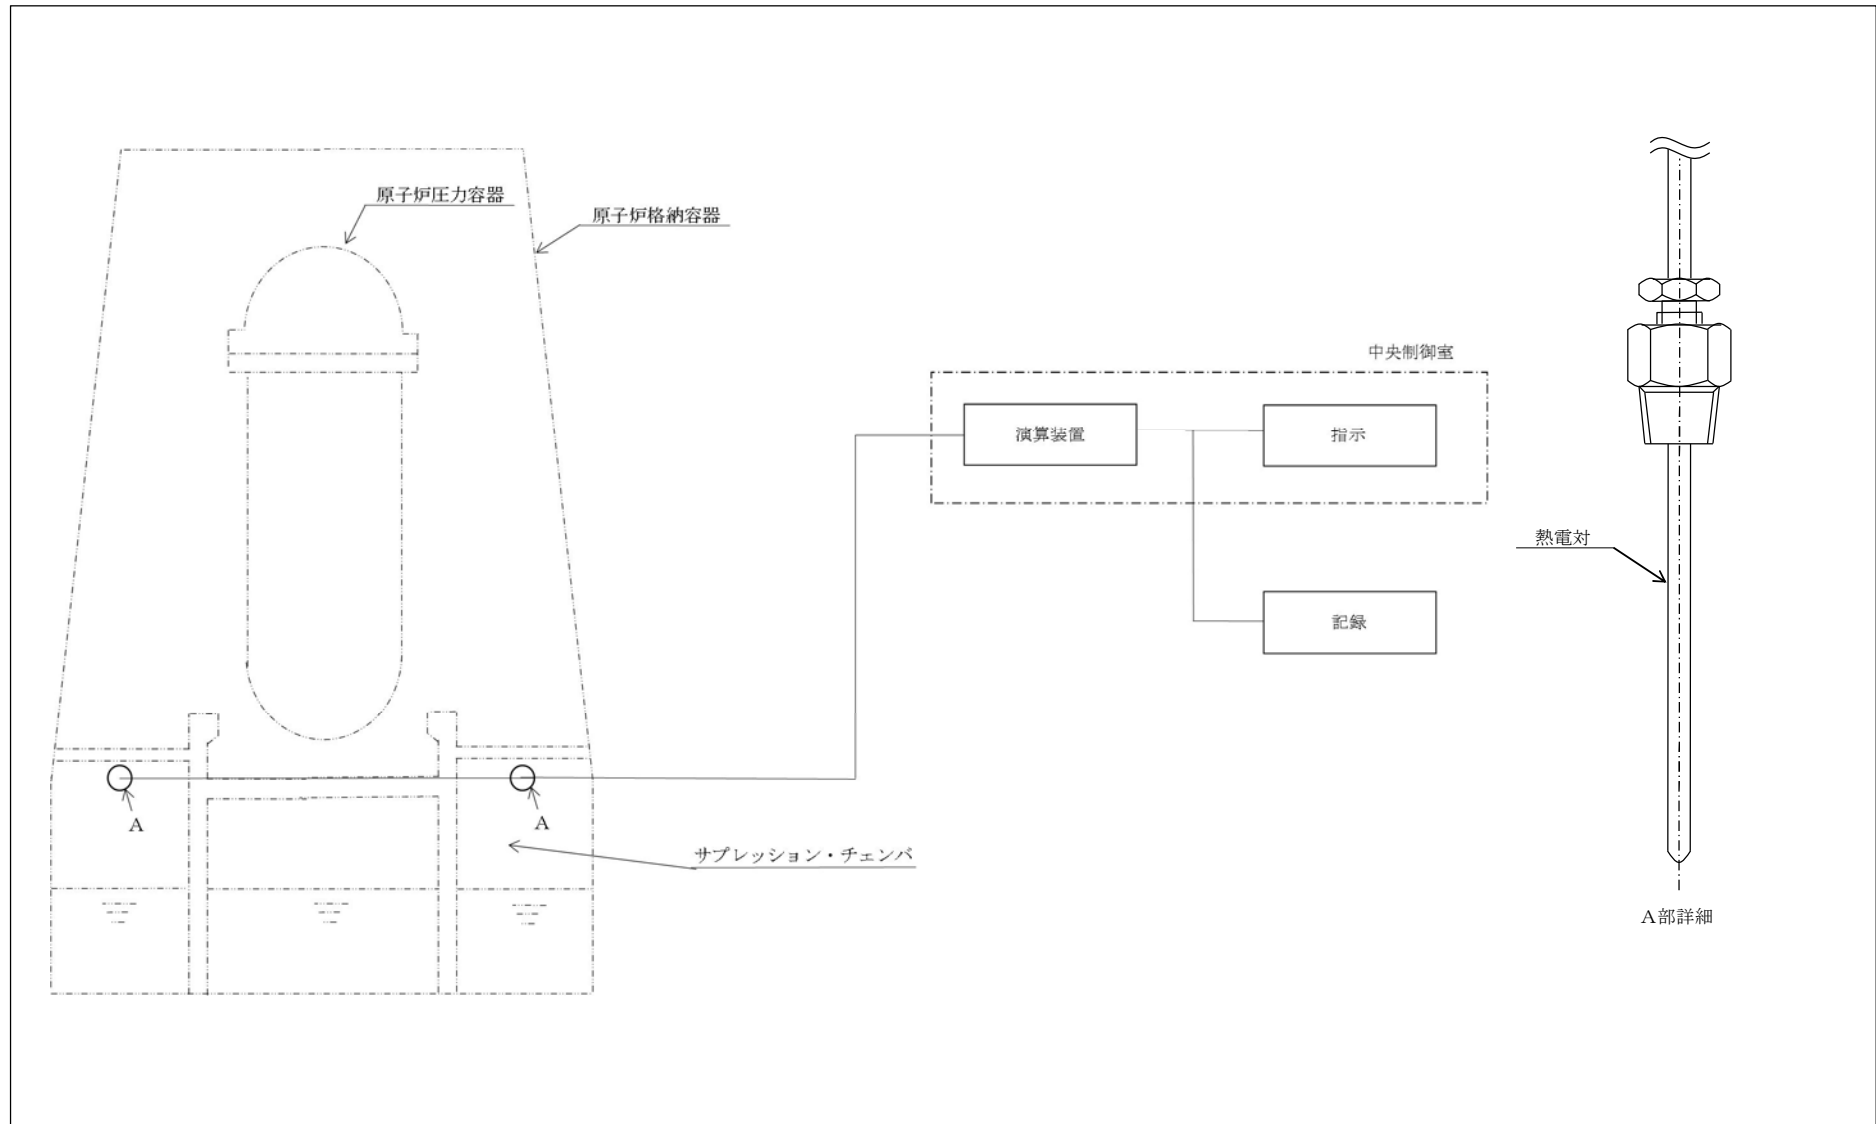 原子炉圧力容器
原子炉格納容器
中央制御室
演算装置
指示
熱電対
記録
A
A
サプレッション・チェンバ
A部詳細